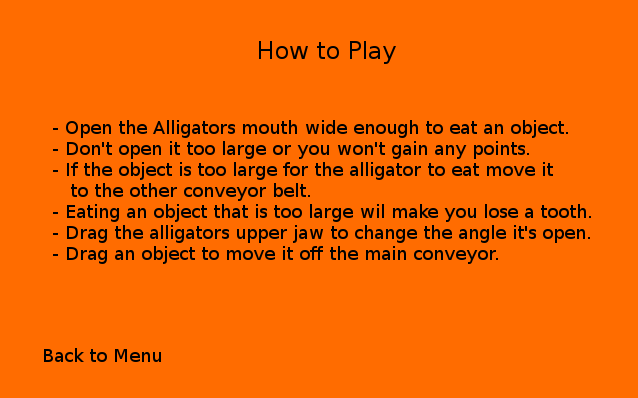 How to Play
- Open the Alligators mouth wide enough to eat an object.
- Don't open it too large or you won't gain any points.
- If the object is too large for the alligator to eat move it
to the other conveyor belt.
- Eating an object that is too large wil make you lose a tooth.
- Drag the alligators upper jaw to change the angle it's open.
- Drag an object to move it off the main conveyor.
Back to Menu